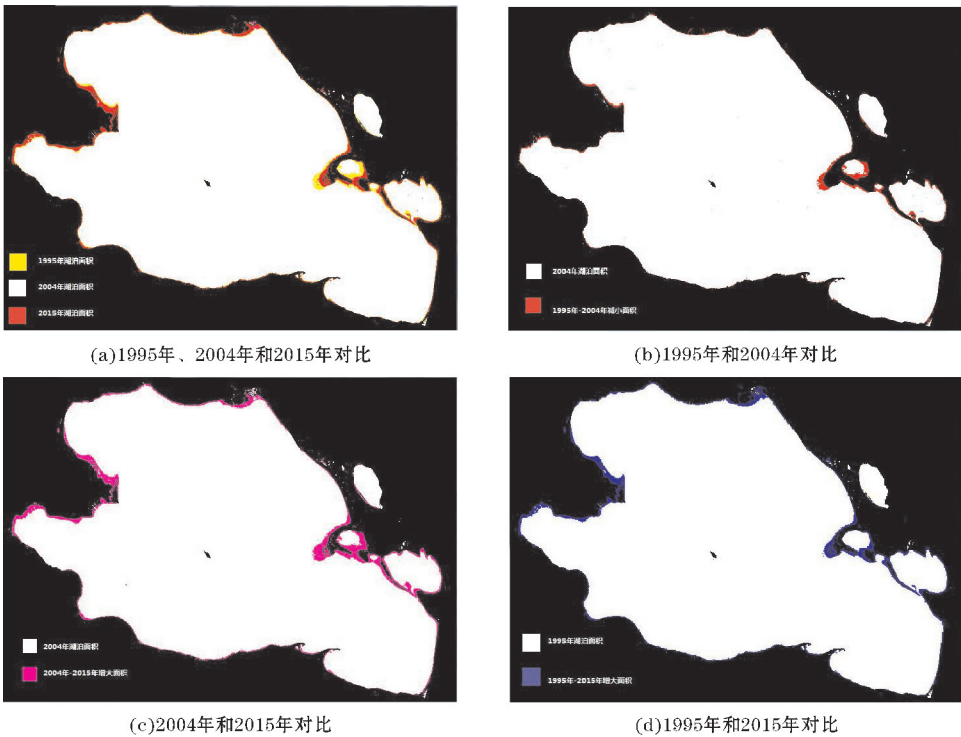 1995年湖泊面积
2004年湖泊面积
2015年湖泊面积
(a)1995年、2004年和2015年对比
2004年湖泊面积
1995年-2004年减小面积
(b)1995年和2004年对比
2004年湖泊面积
2004年-2015年增大面积
(c)2004年和2015年对比
1995年湖泊面积
1995年-2015年增大面积
(d)1995年和2015年对比